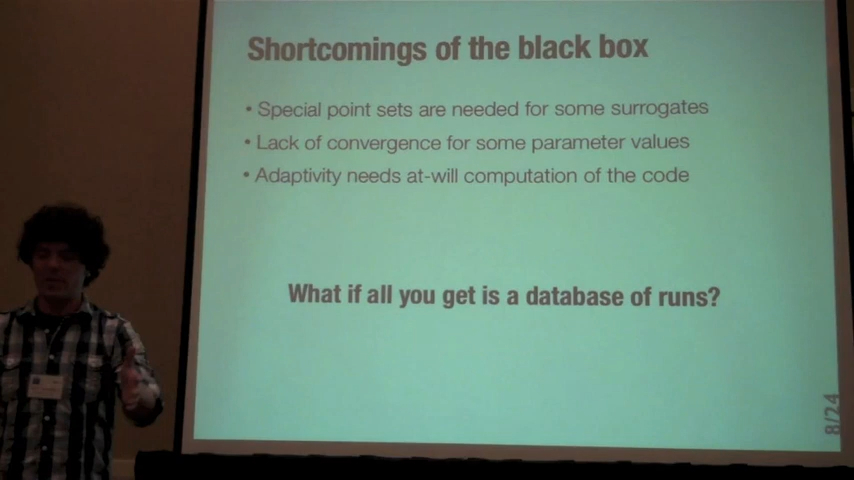 Shortcomings of the black box
• Special point sets are needed for some surrogates
• Lack of convergence for some parameter values
• Adaptivity needs at-will computation of the code
What if all you get is a database of runs?
8/24